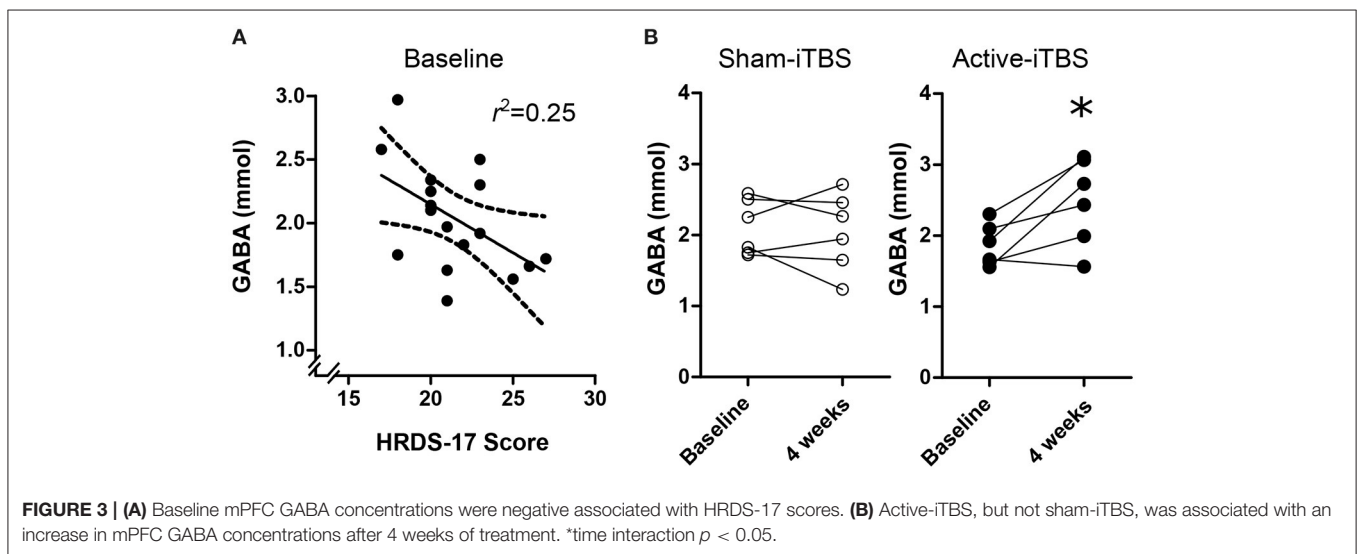 A
Baseline
r²=0.25
GABA (mmol)
3.0
2.5
2.0
1.5
1.0
15 20 25 30
HRDS-17 Score
B
Sham-iTBS
GABA (mmol)
4
3
2
1
0
Baseline
4 weeks
Active-iTBS
*
GABA (mmol)
4
3
2
1
0
Baseline
4 weeks
FIGURE 3 | (A) Baseline mPFC GABA concentrations were negative associated with HRDS-17 scores. (B) Active-iTBS, but not sham-iTBS, was associated with an
increase in mPFC GABA concentrations after 4 weeks of treatment. *time interaction p < 0.05.